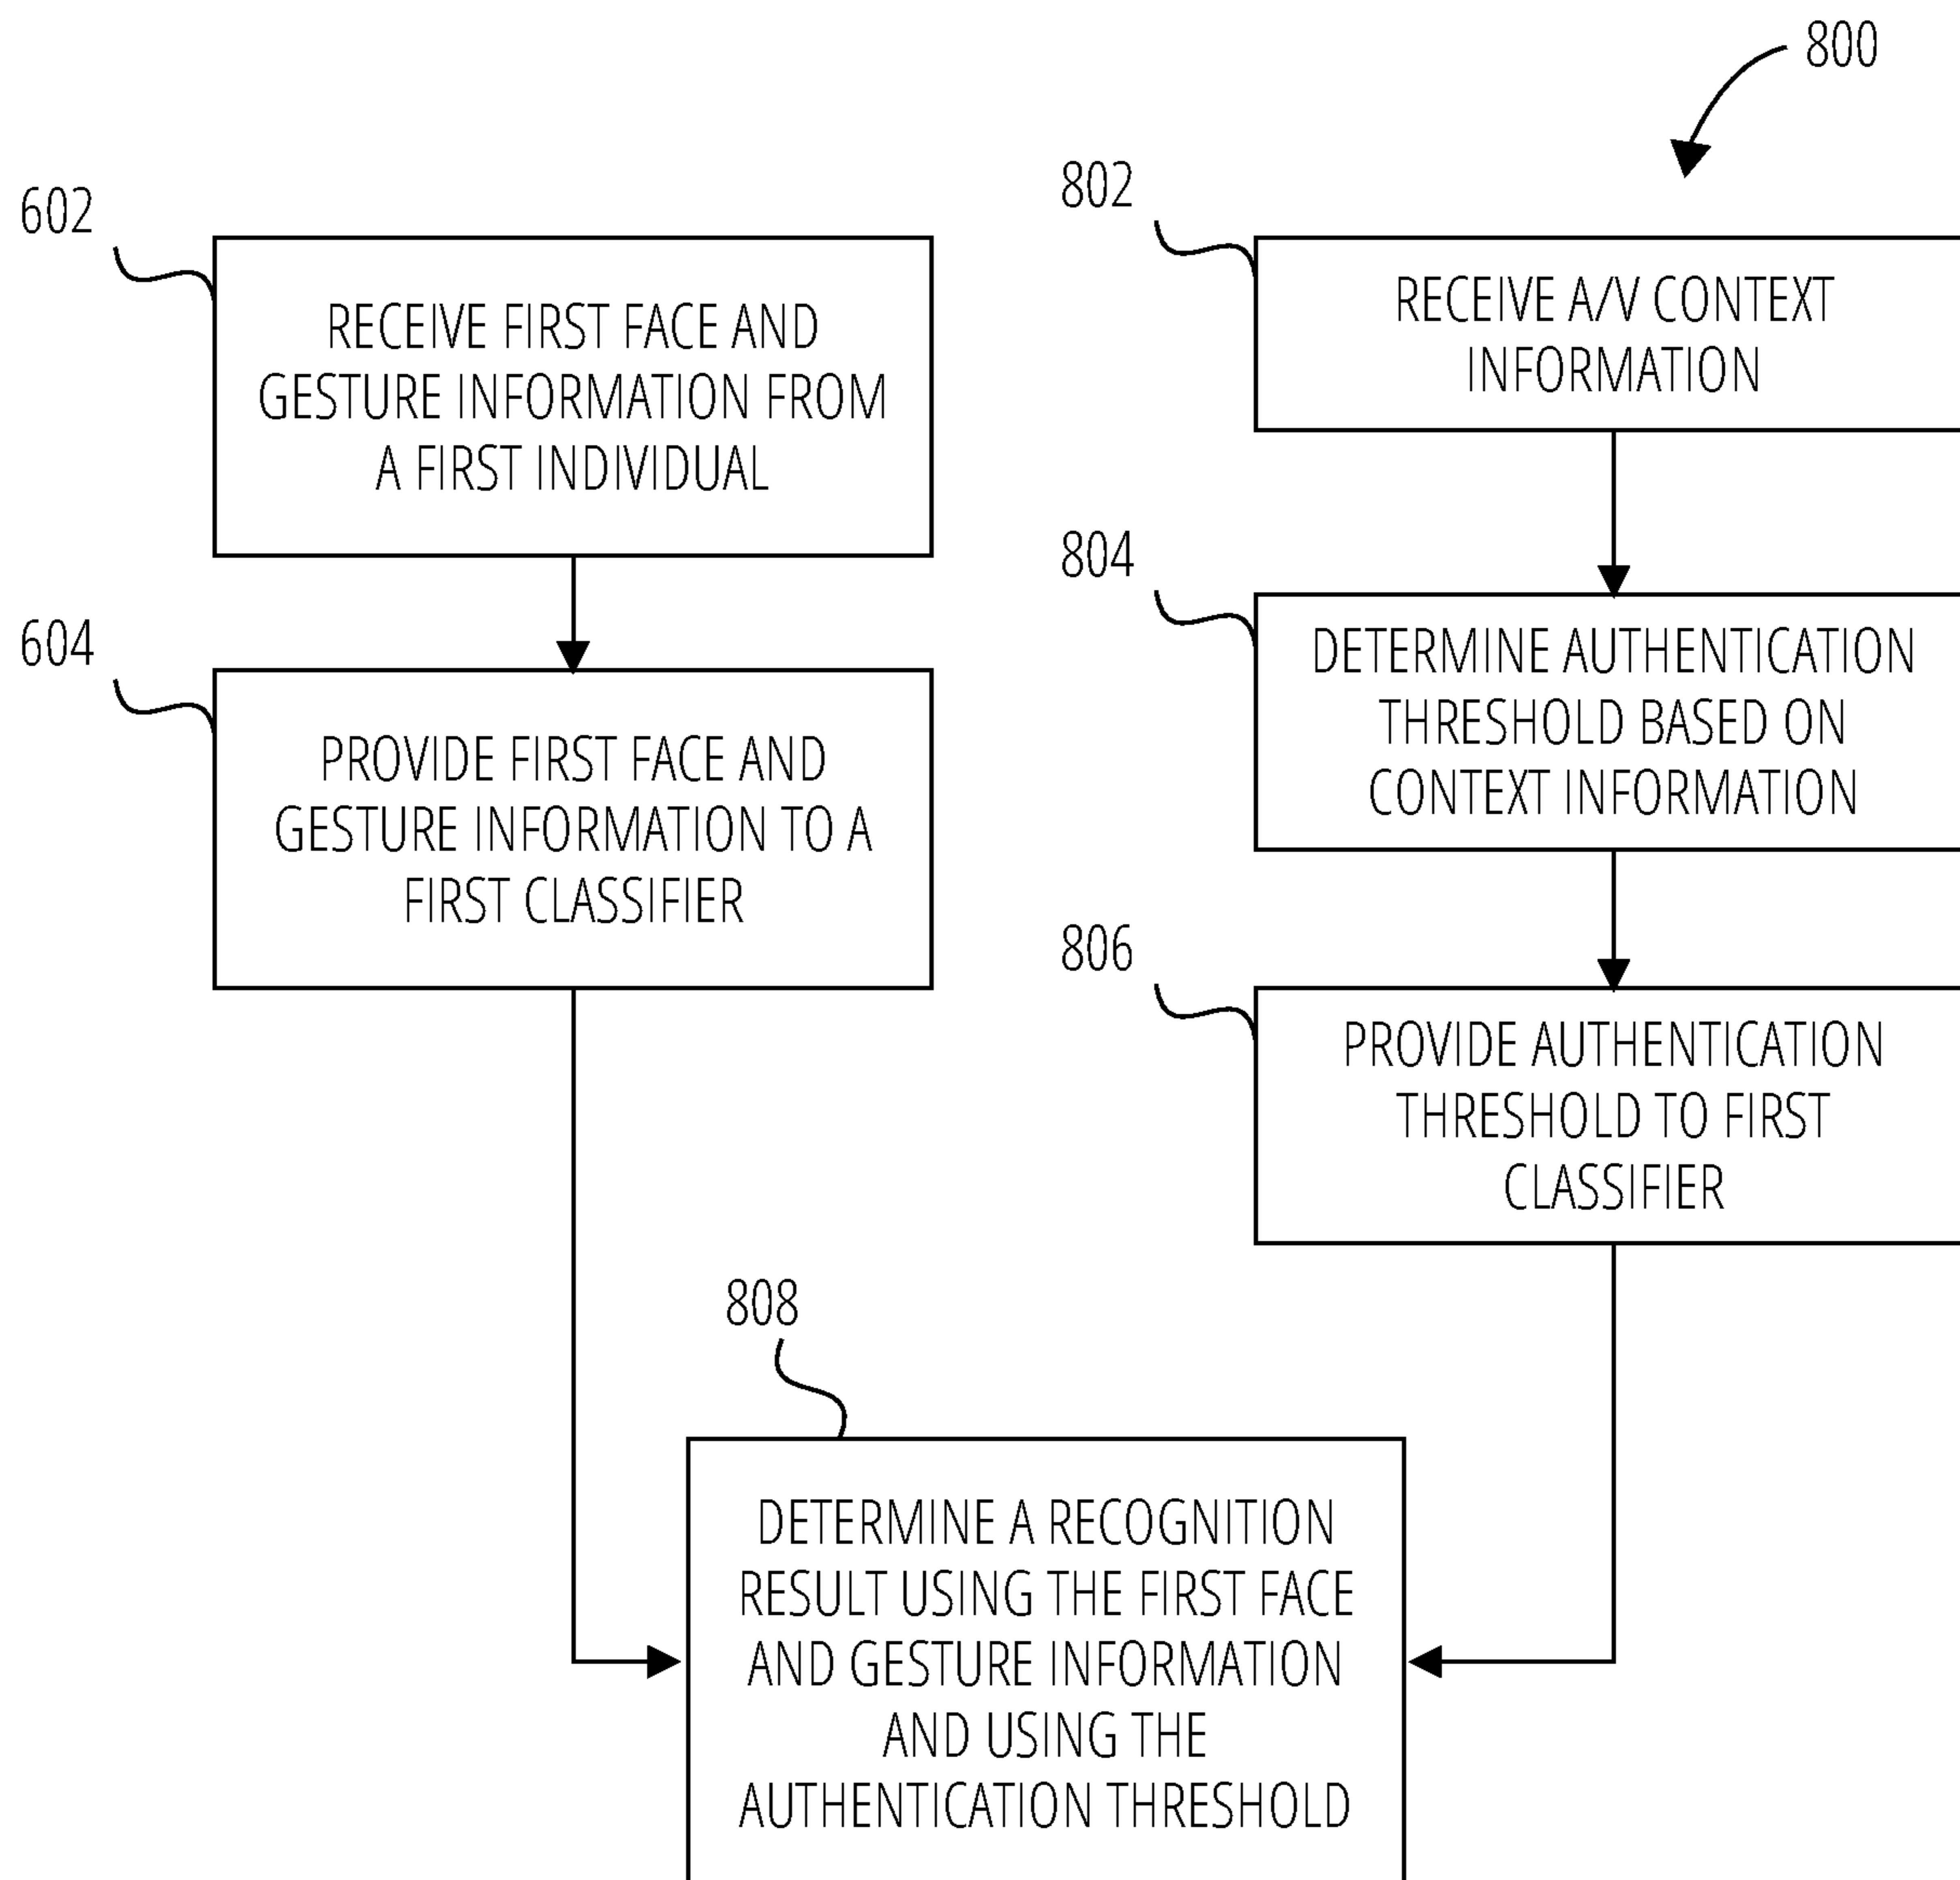 800
602
RECEIVE FIRST FACE AND
GESTURE INFORMATION FROM
A FIRST INDIVIDUAL
604
PROVIDE FIRST FACE AND
GESTURE INFORMATION TO A
FIRST CLASSIFIER
802
RECEIVE A/V CONTEXT
INFORMATION
804
DETERMINE AUTHENTICATION
THRESHOLD BASED ON
CONTEXT INFORMATION
806
PROVIDE AUTHENTICATION
THRESHOLD TO FIRST
CLASSIFIER
808
DETERMINE A RECOGNITION
RESULT USING THE FIRST FACE
AND GESTURE INFORMATION
AND USING THE
AUTHENTICATION THRESHOLD